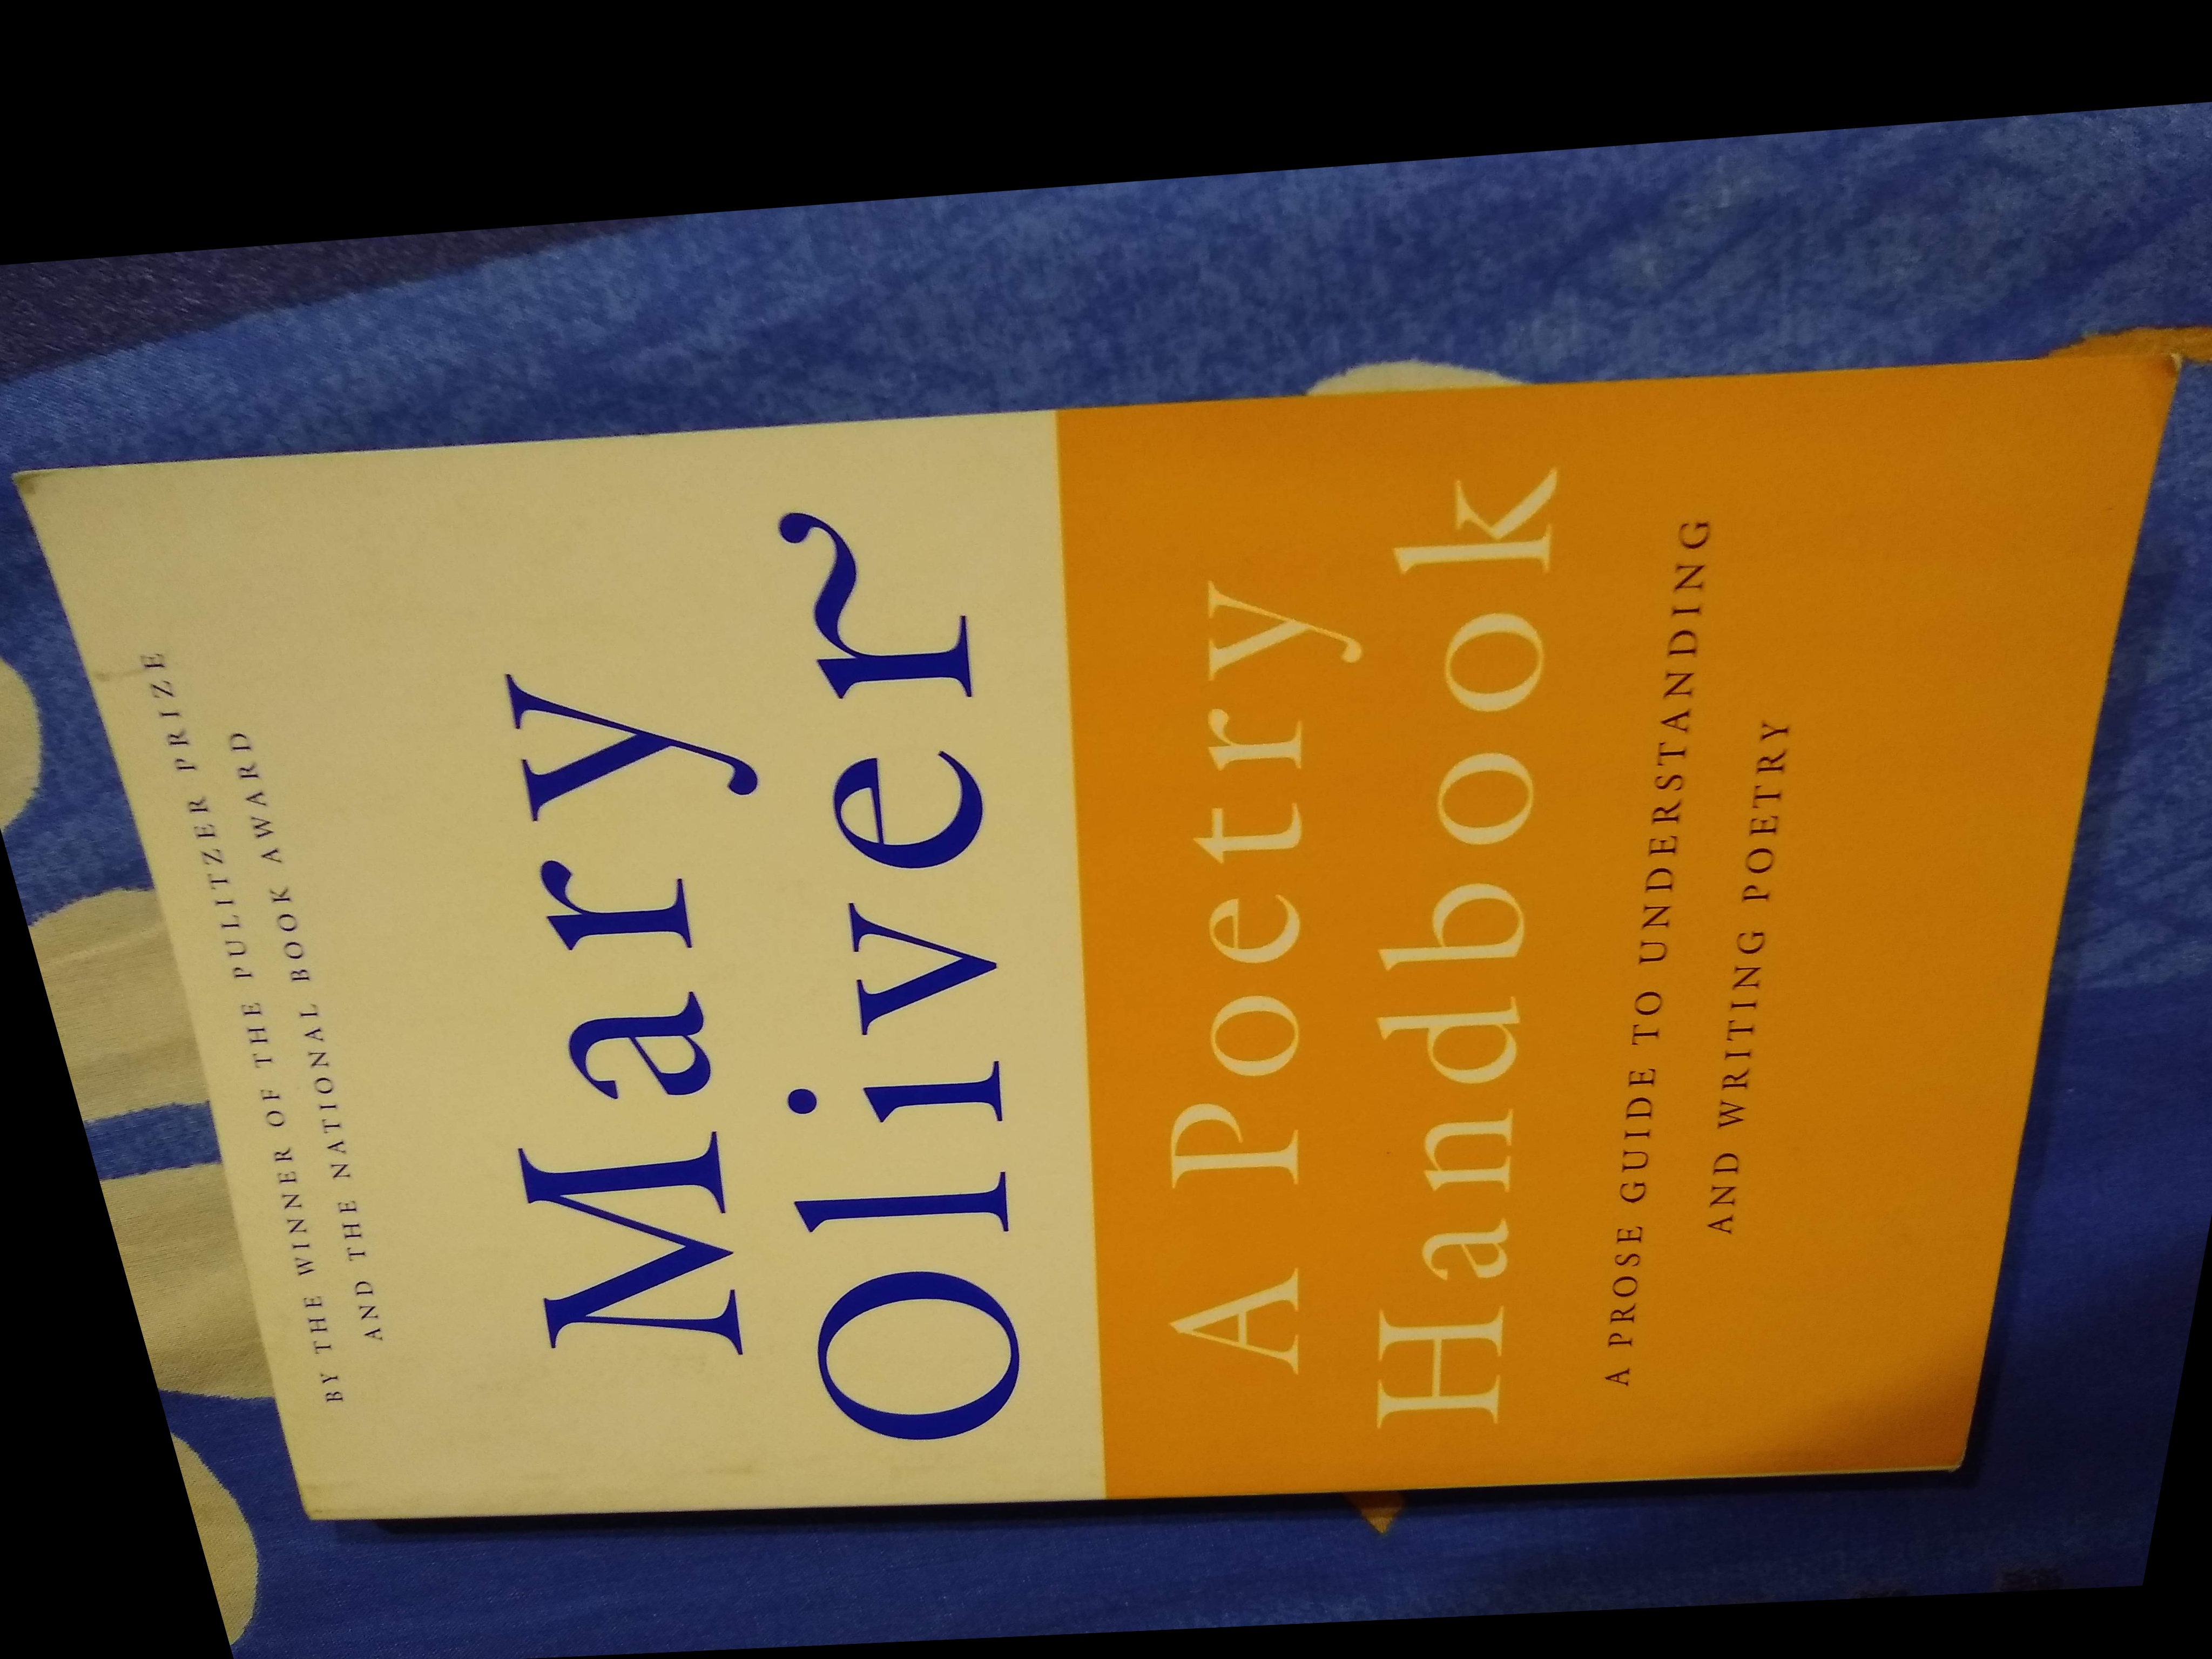 BY THE WINNER OF THE PULITZER PRIZE
AND THE NATIONAL BOOK AWARD
Mary
Oliver
A Poetry
Handbook
A PROSE GUIDE TO UNDERSTANDING
AND WRITING POETRY